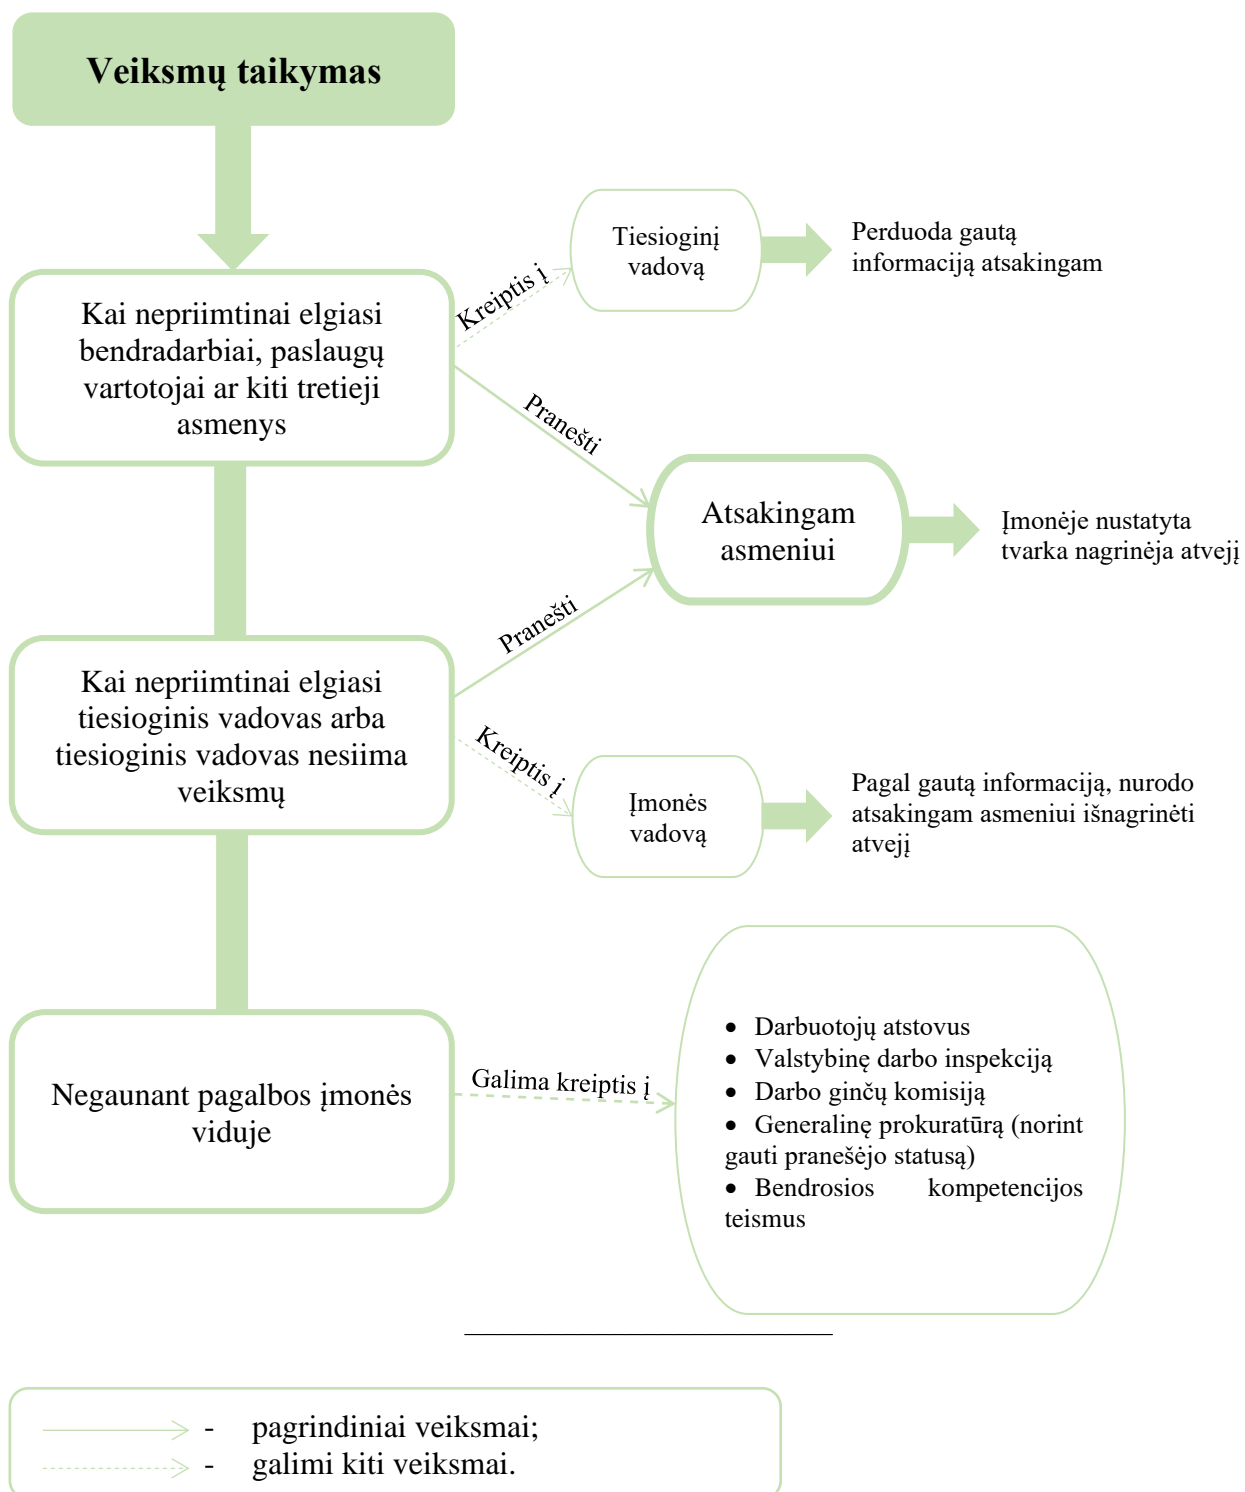 Veiksmų taikymas
Tiesioginį
vadovą
Perduoda gautą
informaciją atsakingam
Kreiptis į
Kai nepriimtinai elgiasi
bendradarbiai, paslaugų
vartotojai ar kiti tretieji
asmenys
Pranešti
Atsakingam
asmeniui
Įmonėje nustatyta
tvarka nagrinėja atvejį
Pranešti
Kai nepriimtinai elgiasi
tiesioginis vadovas arba
tiesioginis vadovas nesiima
veiksmų
Kreiptis į
Įmonės
vadovą
Pagal gautą informaciją, nurodo
atsakingam asmeniui išnagrinėti
atvejį
Negaunant pagalbos įmonės
viduje
Galima kreiptis į
• Darbuotojų atstovus
• Valstybinę darbo inspekciją
• Darbo ginčų komisiją
• Generalinę prokuratūrą (norint
gauti pranešėjo statusą)
• Bendrosios kompetencijos
teismus
- pagrindiniai veiksmai;
- galimi kiti veiksmai.